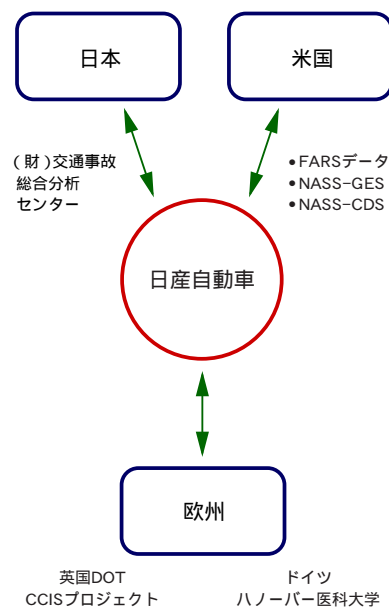 日本
米国
(財)交通事故
総合分析
センター
•FARSデータ
•NASS-GES
•NASS-CDS
日産自動車
欧州
英国DOT
CCISプロジェクト
ドイツ
ハノーバー医科大学